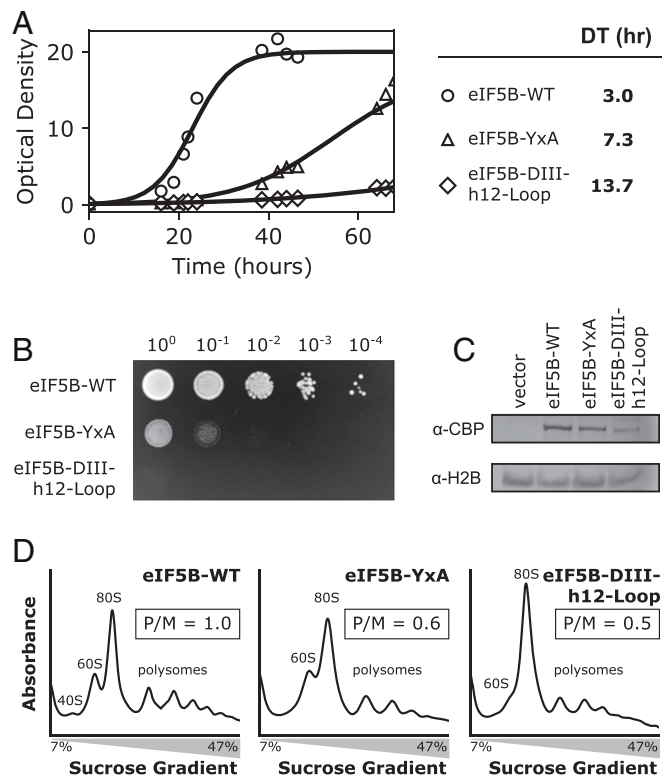 A
Optical Density
20
10
0
0 20 40 60
Time (hours)
DT (hr)
eIF5B-WT 3.0
eIF5B-YxA 7.3
eIF5B-DIII-
h12-Loop 13.7
B
10⁰ 10⁻¹ 10⁻² 10⁻³ 10⁻⁴
eIF5B-WT
eIF5B-YxA
eIF5B-DIII-
h12-Loop
C
vector
eIF5B-WT
eIF5B-YxA
eIF5B-DIII-
h12-Loop
α-CBP
α-H2B
D
Absorbance
eIF5B-WT
P/M = 1.0
80S
60S
40S
polysomes
7% 47%
Sucrose Gradient
eIF5B-YxA
P/M = 0.6
80S
60S
polysomes
7% 47%
Sucrose Gradient
eIF5B-DIII-
h12-Loop
P/M = 0.5
80S
60S
polysomes
7% 47%
Sucrose Gradient